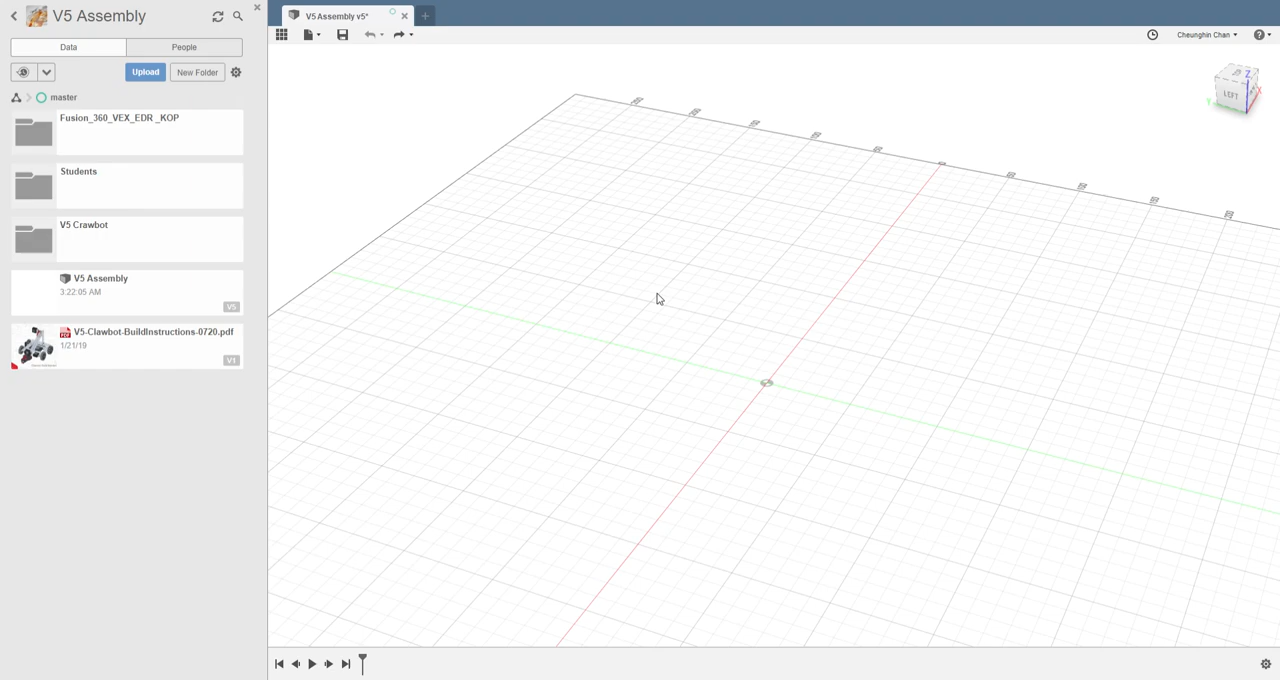 V5 Assembly
V5 Assembly v5*
Data
People
Cheunghin Chan
Upload
New Folder
master
Fusion_360_VEX_EDR _KOP
Students
V5 Crawbot
V5 Assembly
3:22:05 AM
V5
V5-Clawbot-BuildInstructions-0720.pdf
1/21/19
V1
LEFT
Z
X
Y